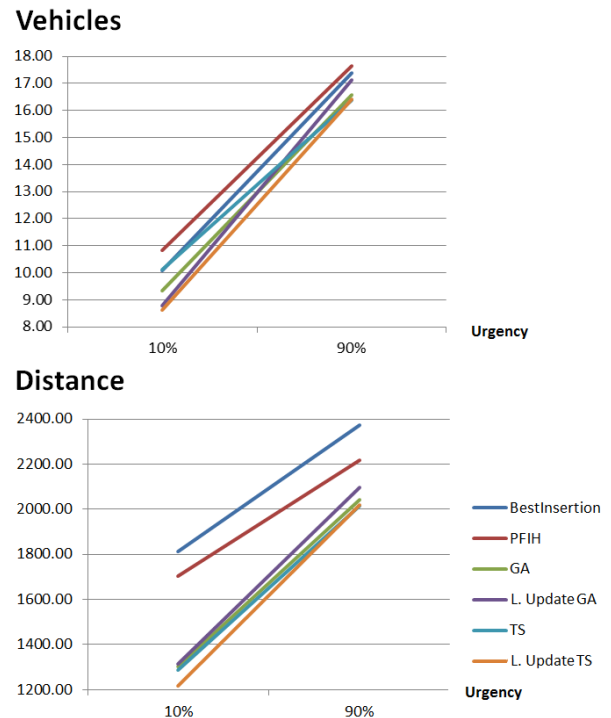 Vehicles
18.00
17.00
16.00
15.00
14.00
13.00
12.00
11.00
10.00
9.00
8.00
10%
90%
Urgency
Distance
2400.00
2200.00
2000.00
1800.00
1600.00
1400.00
1200.00
10%
90%
BestInsertion
PFIH
GA
L. Update GA
TS
L. Update TS
Urgency